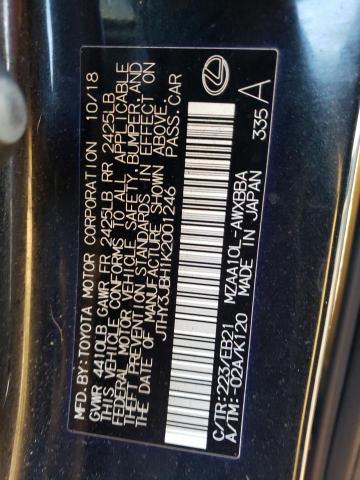 MFD.BY:TOYOTA MOTOR CORPORATION 10/18
GVWR 4410LB GAWR FR 2425LB RR 2425LB
THIS VEHICLE CONFORMS TO ALL APPLICABLE
FEDERAL MOTOR VEHICLE SAFETY, BUMPER, AND
THEFT PREVENTION STANDARDS IN EFFECT ON
THE DATE OF MANUFACTURE SHOWN ABOVE.
JTHY3JBH1K2001246 PASS.CAR
C/TR:223/EB21 MZAA10L-AWXBBA
A/TM:-02A/K120 MADE IN JAPAN 335 A